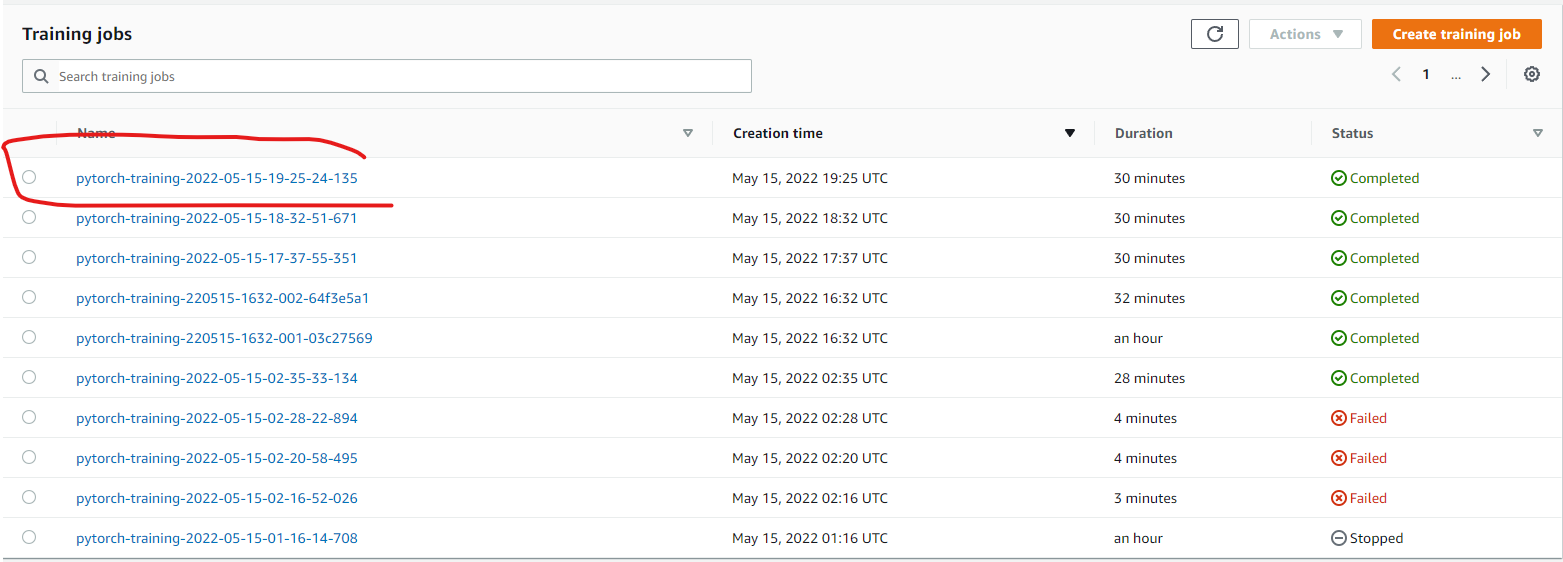 Training jobs
Actions
Create training job
Search training jobs
1 ...
Name Creation time Duration Status
pytorch-training-2022-05-15-19-25-24-135 May 15, 2022 19:25 UTC 30 minutes Completed
pytorch-training-2022-05-15-18-32-51-671 May 15, 2022 18:32 UTC 30 minutes Completed
pytorch-training-2022-05-15-17-37-55-351 May 15, 2022 17:37 UTC 30 minutes Completed
pytorch-training-220515-1632-002-64f3e5a1 May 15, 2022 16:32 UTC 32 minutes Completed
pytorch-training-220515-1632-001-03c27569 May 15, 2022 16:32 UTC an hour Completed
pytorch-training-2022-05-15-02-35-33-134 May 15, 2022 02:35 UTC 28 minutes Completed
pytorch-training-2022-05-15-02-28-22-894 May 15, 2022 02:28 UTC 4 minutes Failed
pytorch-training-2022-05-15-02-20-58-495 May 15, 2022 02:20 UTC 4 minutes Failed
pytorch-training-2022-05-15-02-16-52-026 May 15, 2022 02:16 UTC 3 minutes Failed
pytorch-training-2022-05-15-01-16-14-708 May 15, 2022 01:16 UTC an hour Stopped